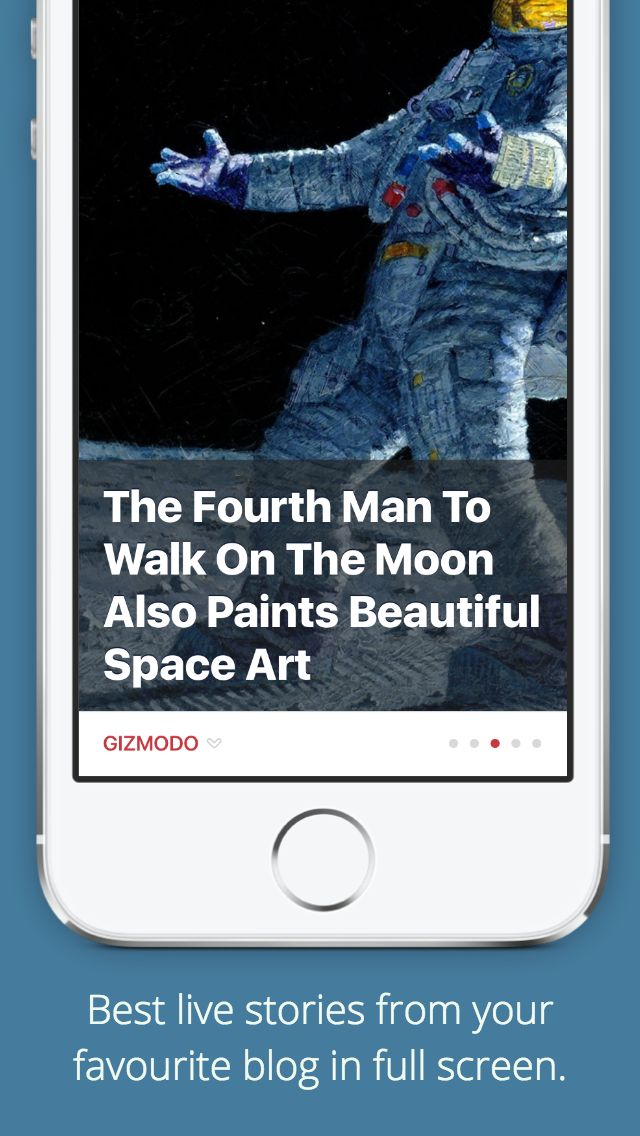 The Fourth Man To
Walk On The Moon
Also Paints Beautiful
Space Art
GIZMODO
Best live stories from your
favourite blog in full screen.